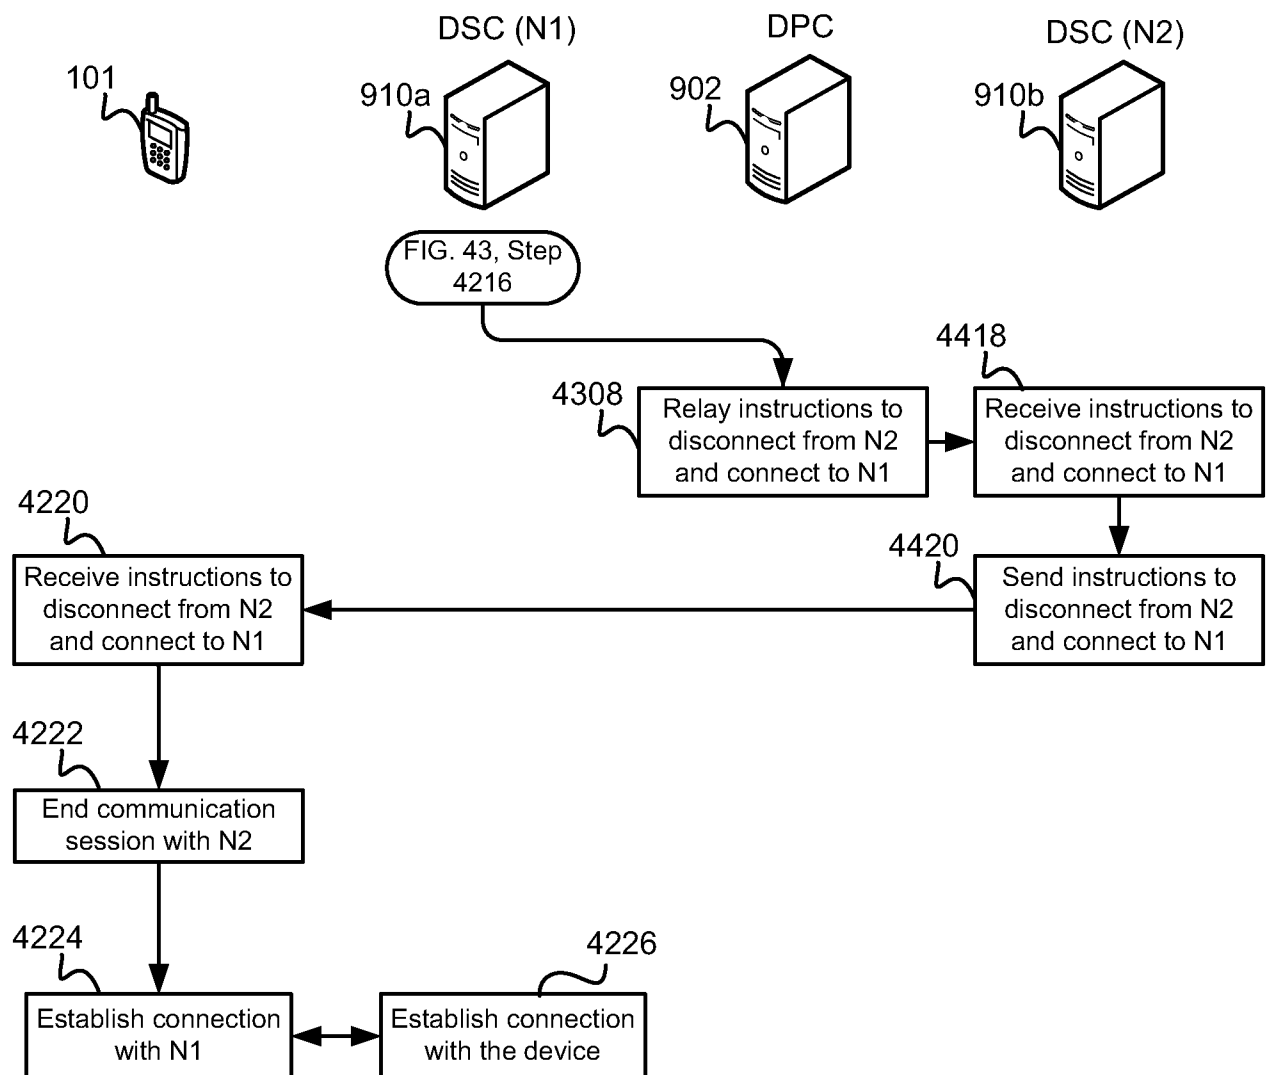 DSC (N1)
DPC
DSC (N2)
101
910a
902
910b
FIG. 43, Step
4216
4418
4308
Relay instructions to
disconnect from N2
and connect to N1
Receive instructions to
disconnect from N2
and connect to N1
4220
4420
Receive instructions to
disconnect from N2
and connect to N1
Send instructions to
disconnect from N2
and connect to N1
4222
End communication
session with N2
4224
4226
Establish connection
with N1
Establish connection
with the device